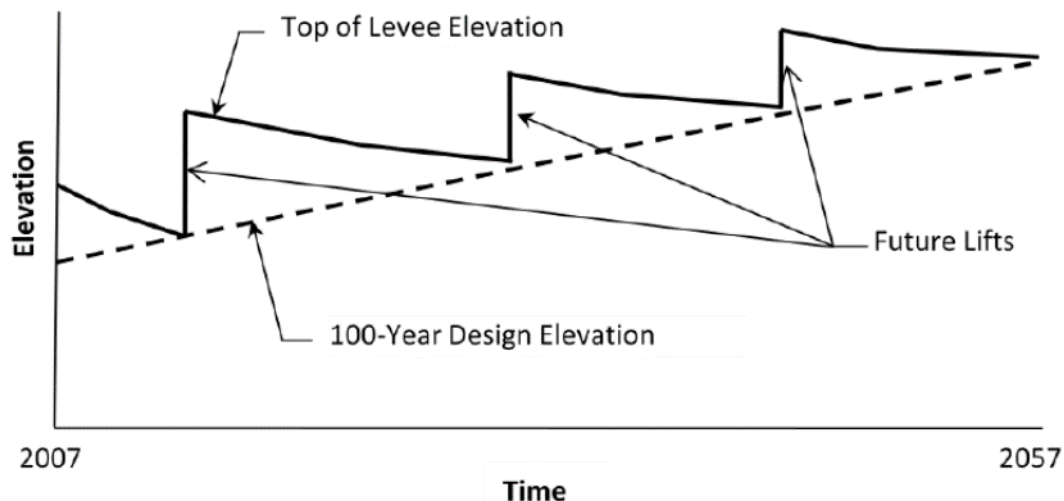 Top of Levee Elevation
Elevation
Future Lifts
100-Year Design Elevation
2007
2057
Time